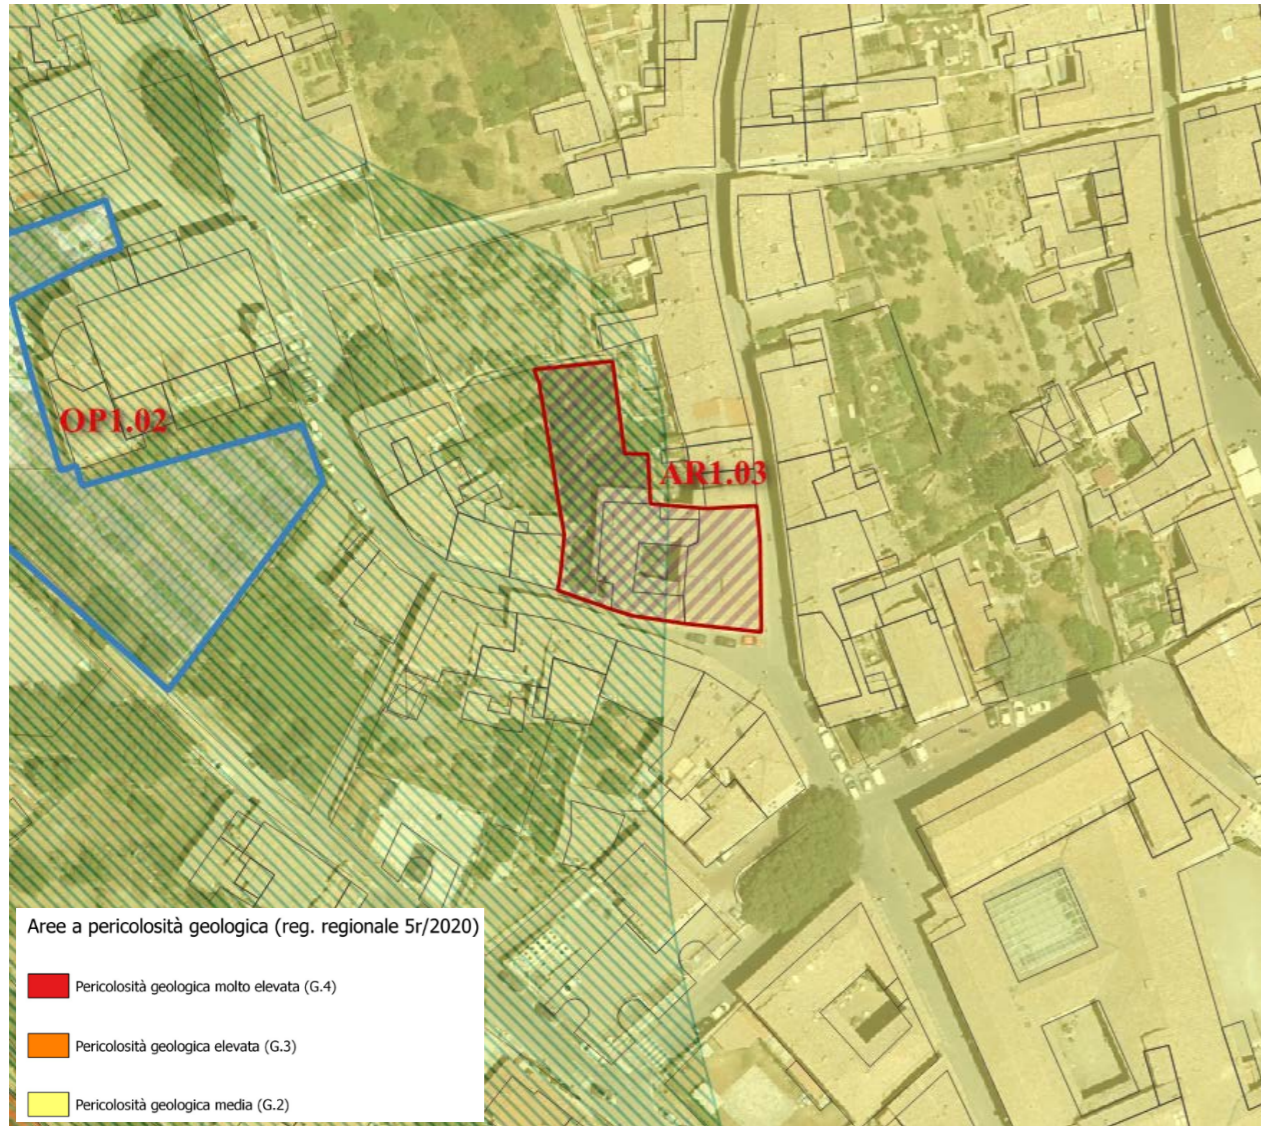 OP1.02
AR1.03
Aree a pericolosità geologica (reg. regionale 5r/2020)
Pericolosità geologica molto elevata (G.4)
Pericolosità geologica elevata (G.3)
Pericolosità geologica media (G.2)